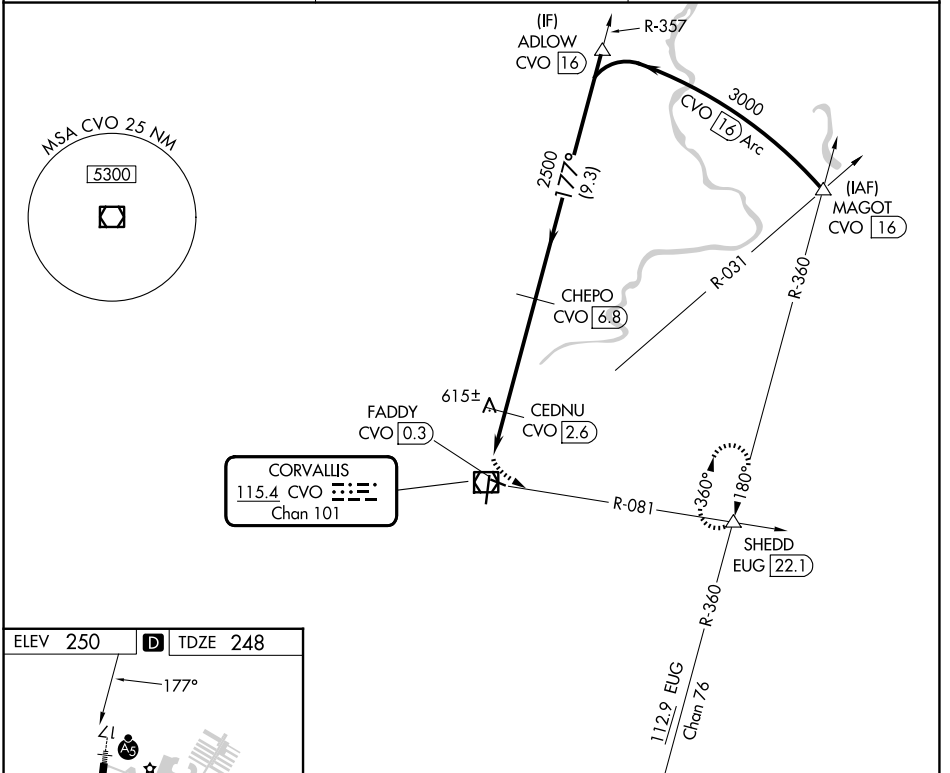 (IF)
ADLOW
CVO 16
R-357
3000
CVO 16 Arc
MSA CVO 25 NM
5300
2500
177°
(9.3)
(IAF)
MAGOT
CVO 16
R-031
R-360
CHEPO
CVO 6.8
615±
CEDNU
CVO 2.6
FADDY
CVO 0.3
CORVALLIS
115.4 CVO
Chan 101
R-081
360°
180°
SHEDD
EUG 22.1
R-360
112.9 EUG
Chan 76
ELEV 250 D TDZE 248
177°
17
A5